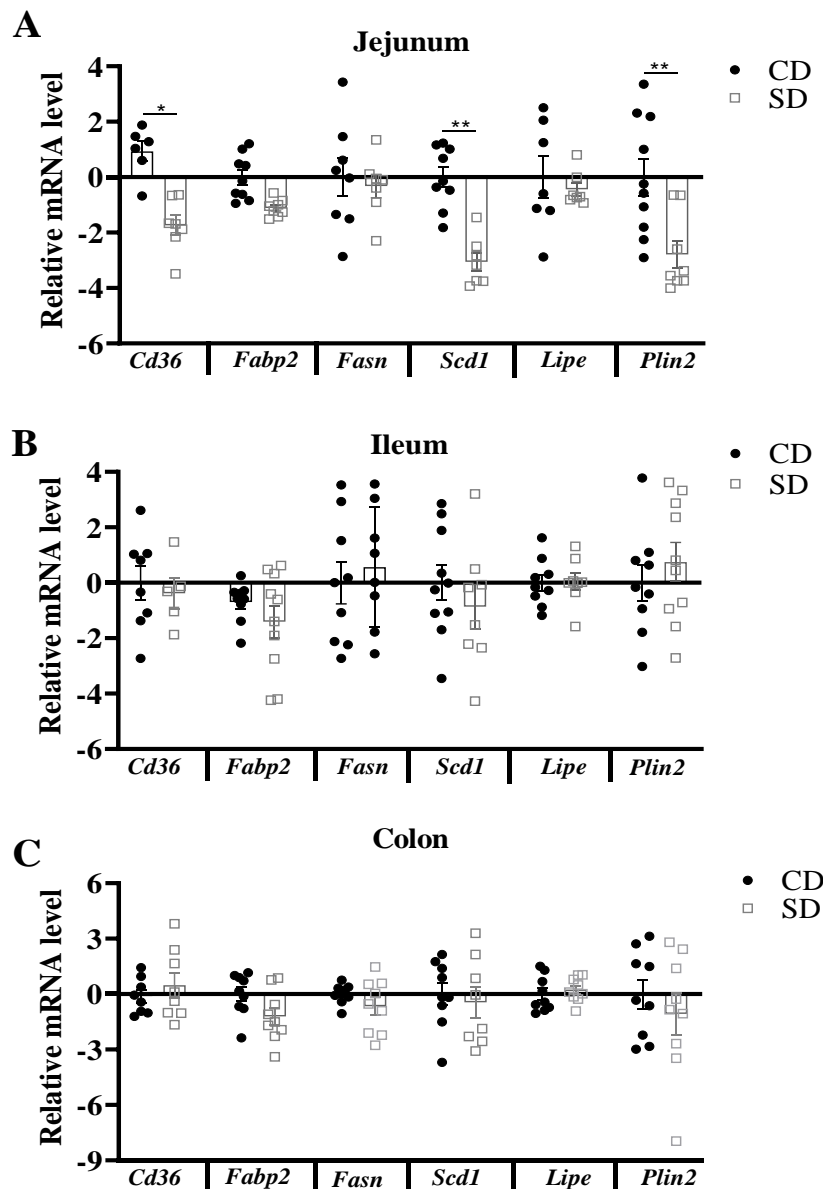 A
Jejunum
Relative mRNA level
4
2
0
-2
-4
-6
*
**
**
CD
SD
Cd36 Fabp2 Fasn Scd1 Lipe Plin2
B
Ileum
Relative mRNA level
4
2
0
-2
-4
-6
CD
SD
Cd36 Fabp2 Fasn Scd1 Lipe Plin2
C
Colon
Relative mRNA level
6
3
0
-3
-6
-9
CD
SD
Cd36 Fabp2 Fasn Scd1 Lipe Plin2